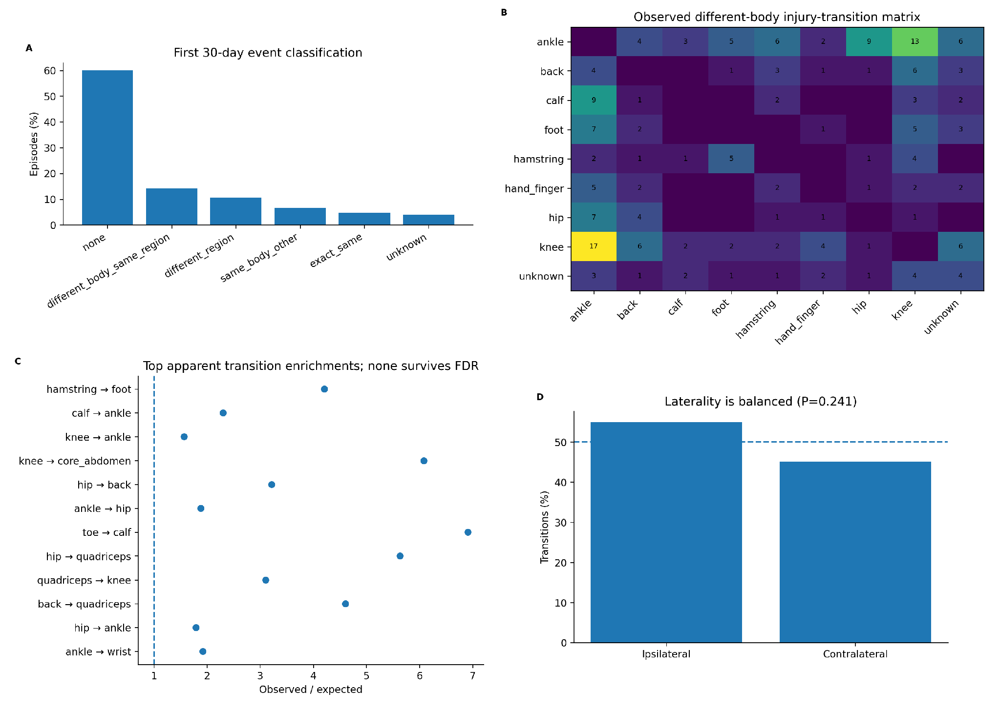 A
First 30-day event classification
Episodes (%)
60
50
40
30
20
10
0
none
different_body_same_region
different_region
same_body_other
exact_same
unknown
B
Observed different-body injury-transition matrix
ankle 4 3 5 6 2 9 13 6
back 4 1 3 1 1 6 3
calf 9 1 2 3 2
foot 7 2 1 5 3
hamstring 2 1 1 5 1 4
hand_finger 5 2 2 1 2 2
hip 7 4 1 1 1
knee 17 6 2 2 2 4 1 6
unknown 3 1 2 1 1 2 1 4 4
ankle
back
calf
foot
hamstring
hand_finger
hip
knee
unknown
C
Top apparent transition enrichments; none survives FDR
hamstring → foot
calf → ankle
knee → ankle
knee → core_abdomen
hip → back
ankle → hip
toe → calf
hip → quadriceps
quadriceps → knee
back → quadriceps
hip → ankle
ankle → wrist
1 2 3 4 5 6 7
Observed / expected
D
Laterality is balanced (P=0.241)
Transitions (%)
50
40
30
20
10
0
Ipsilateral
Contralateral